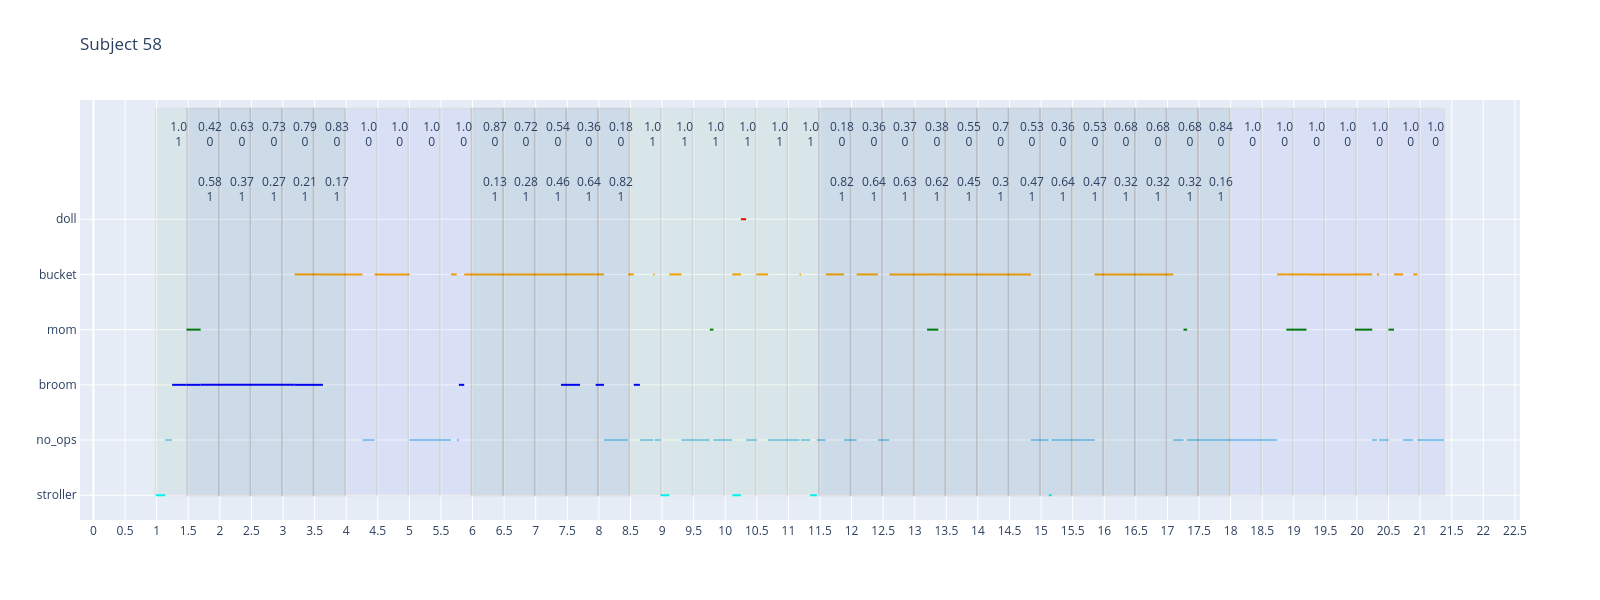 Subject 58
1.0 0.42 0.63 0.73 0.79 0.83 1.0 1.0 1.0 1.0 0.87 0.72 0.54 0.36 0.18 1.0 1.0 1.0 1.0 1.0 1.0 0.18 0.36 0.37 0.38 0.55 0.7 0.53 0.36 0.53 0.68 0.68 0.68 0.84 1.0 1.0 1.0 1.0 1.0 1.0 1.0
1 0 0 0 0 0 0 0 0 0 0 0 0 0 0 1 1 1 1 1 1 0 0 0 0 0 0 0 0 0 0 0 0 0 0 0 0 0 0 0 0
0.58 0.37 0.27 0.21 0.17 0.13 0.28 0.46 0.64 0.82 0.82 0.64 0.63 0.62 0.45 0.3 0.47 0.64 0.47 0.32 0.32 0.32 0.16
1 1 1 1 1 1 1 1 1 1 1 1 1 1 1 1 1 1 1 1 1 1 1
doll
bucket
mom
broom
no_ops
stroller
0 0.5 1 1.5 2 2.5 3 3.5 4 4.5 5 5.5 6 6.5 7 7.5 8 8.5 9 9.5 10 10.5 11 11.5 12 12.5 13 13.5 14 14.5 15 15.5 16 16.5 17 17.5 18 18.5 19 19.5 20 20.5 21 21.5 22 22.5